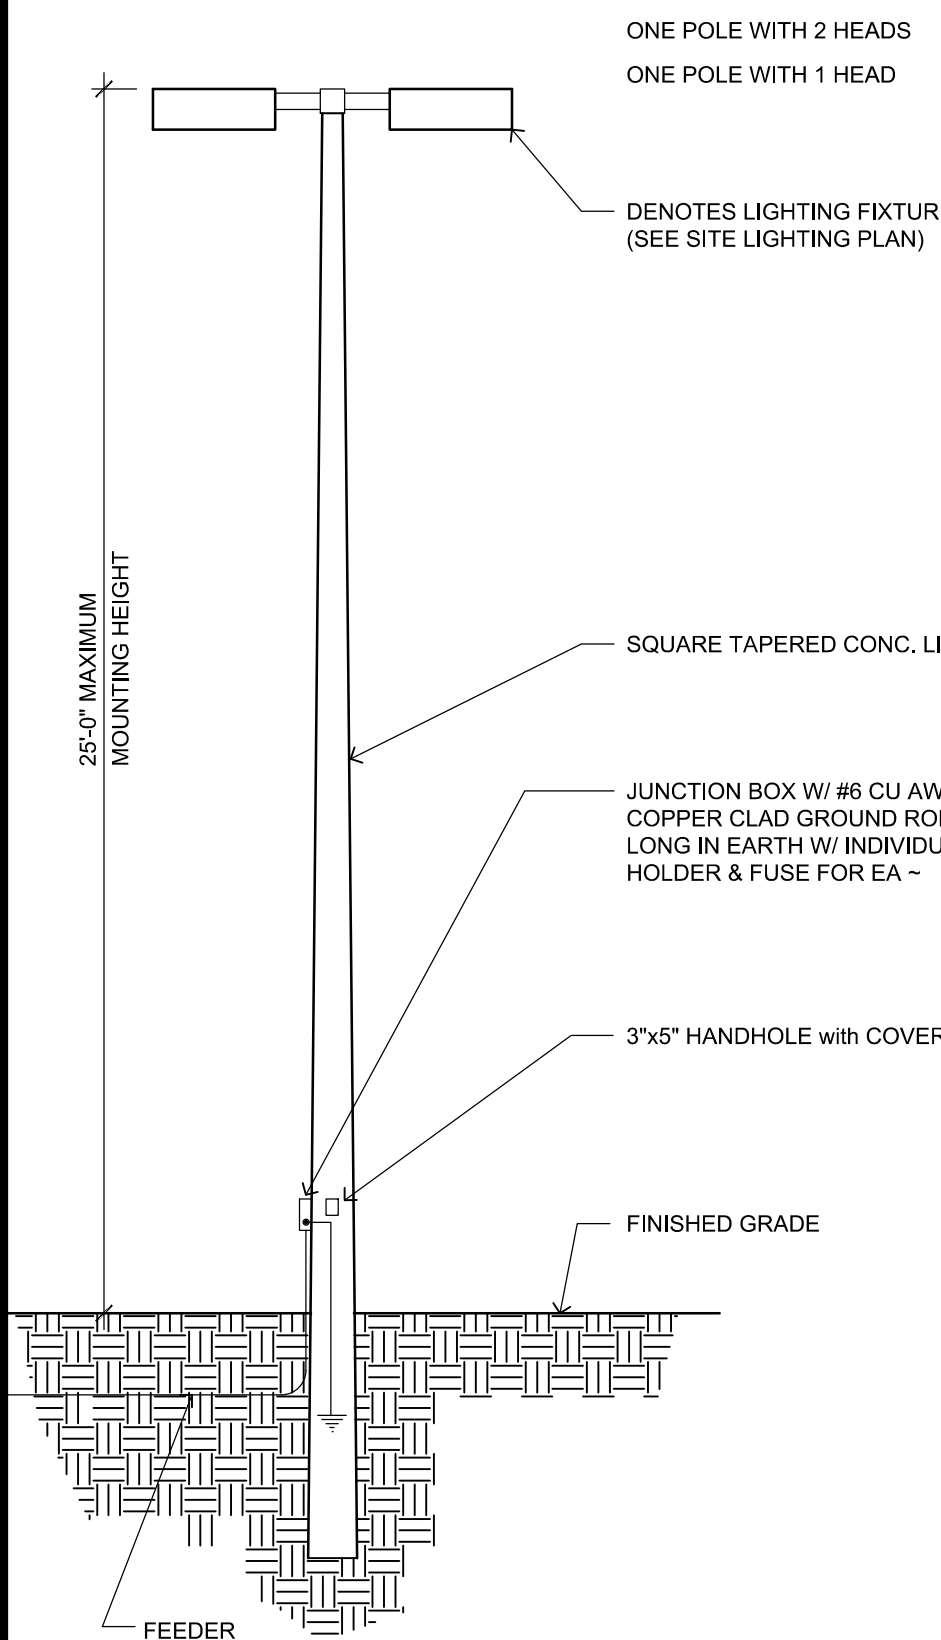 ONE POLE WITH 2 HEADS
ONE POLE WITH 1 HEAD
DENOTES LIGHTING FIXTUR
(SEE SITE LIGHTING PLAN)
25'-0" MAXIMUM
MOUNTING HEIGHT
SQUARE TAPERED CONC. LI
JUNCTION BOX W/ #6 CU AW
COPPER CLAD GROUND ROD
LONG IN EARTH W/ INDIVIDU
HOLDER & FUSE FOR EA ~
3"x5" HANDHOLE with COVER
FINISHED GRADE
FEEDER